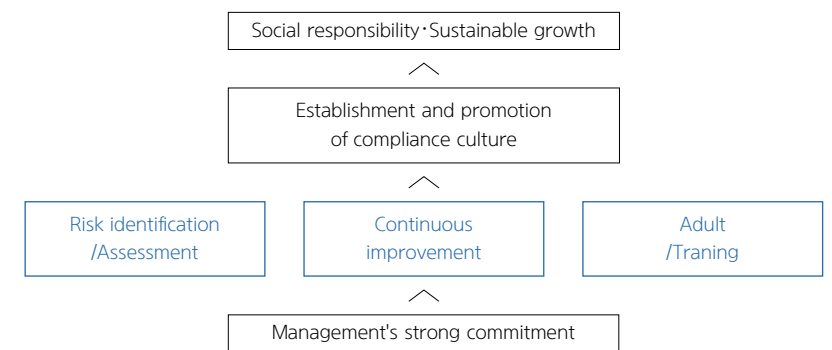 Social responsibility·Sustainable growth
Establishment and promotion
of compliance culture
Risk identification
/Assessment
Continuous
improvement
Adult
/Traning
Management's strong commitment